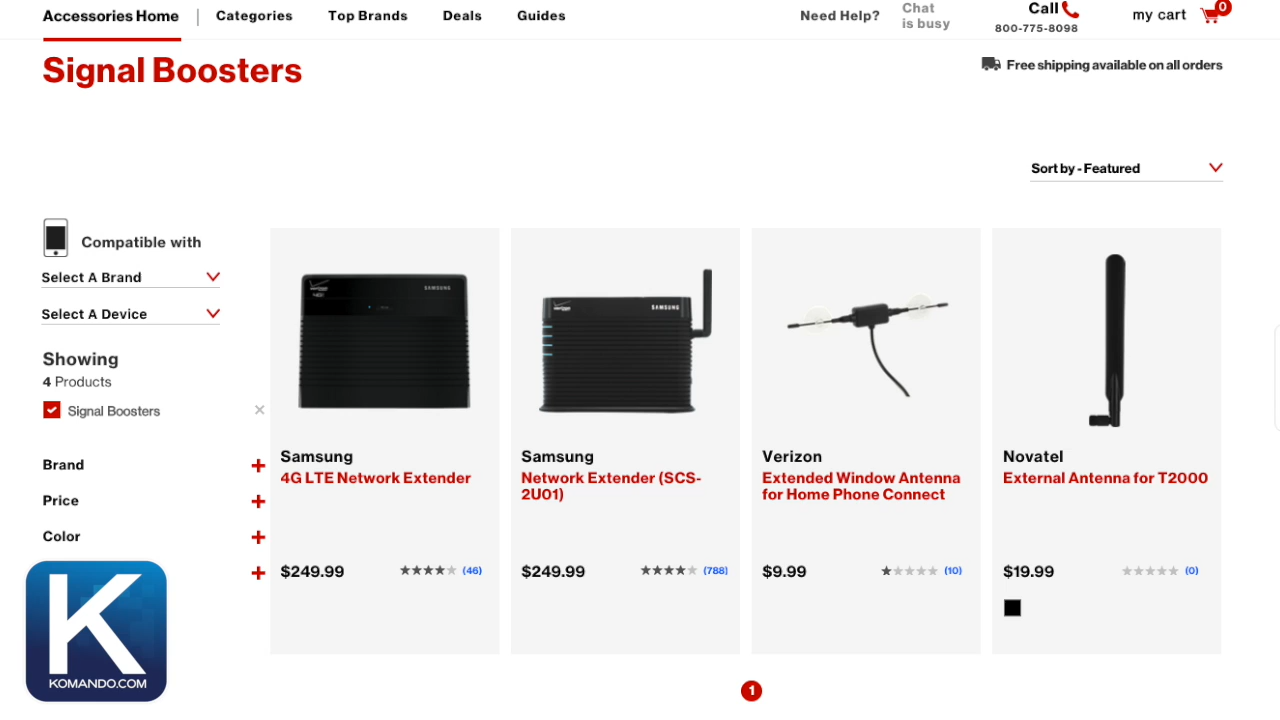 Accessories Home
Categories
Top Brands
Deals
Guides
Need Help?
Chat
is busy
Call
800-775-8098
my cart
0
Signal Boosters
Free shipping available on all orders
Sort by - Featured
Compatible with
Select A Brand
Select A Device
Showing
4 Products
Signal Boosters
Brand
Price
Color
SAMSUNG
Samsung
4G LTE Network Extender
$249.99
(46)
verizon
SAMSUNG
Samsung
Network Extender (SCS-
2U01)
$249.99
(788)
Verizon
Extended Window Antenna
for Home Phone Connect
$9.99
(10)
Novatel
External Antenna for T2000
$19.99
(0)
K
KOMANDO.COM
1